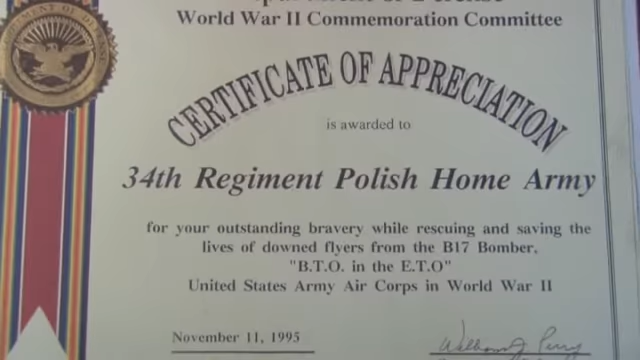 World War II Commemoration Committee
CERTIFICATE OF APPRECIATION
is awarded to
34th Regiment Polish Home Army
for your outstanding bravery while rescuing and saving the
lives of downed flyers from the B17 Bomber,
"B.T.O. in the E.T.O"
United States Army Air Corps in World War II
November 11, 1995
William J Perry